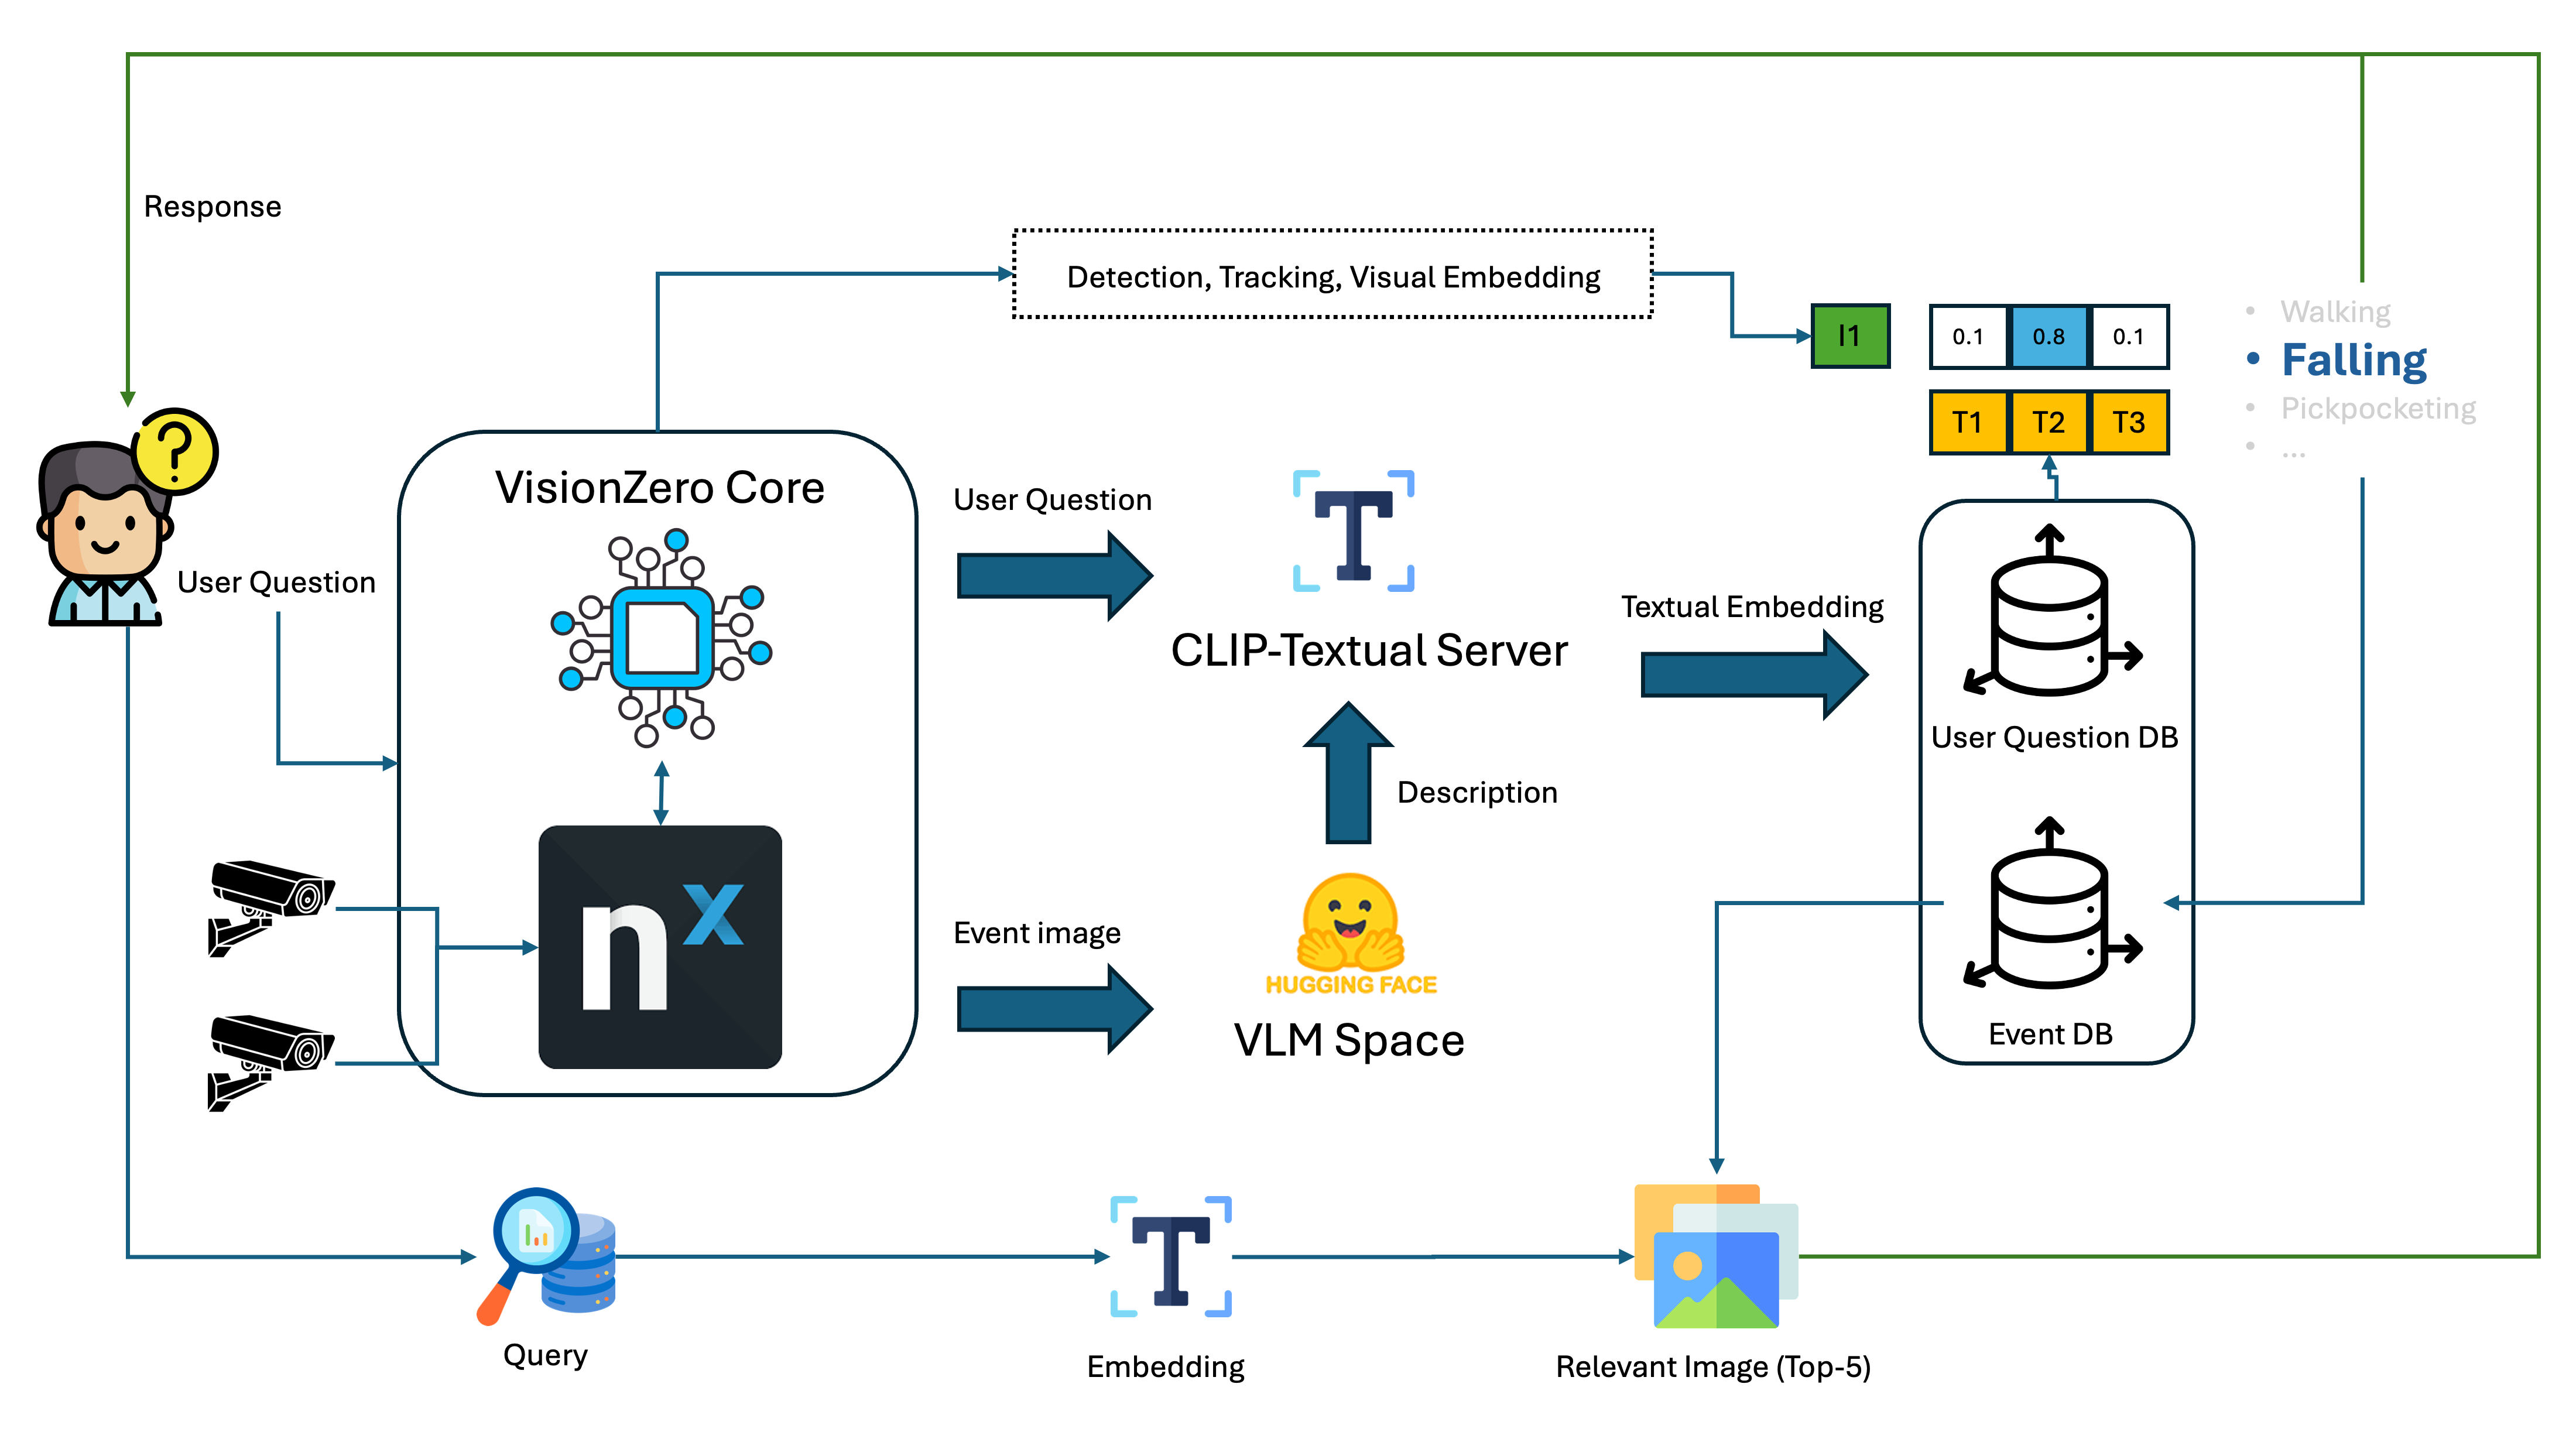 Response
Detection, Tracking, Visual Embedding
I1
0.1 0.8 0.1
T1 T2 T3
• Walking
• Falling
• Pickpocketing
• ...
VisionZero Core
User Question
User Question
CLIP-Textual Server
Textual Embedding
User Question DB
Description
nx
Event image
HUGGING FACE
VLM Space
Event DB
Query
Embedding
Relevant Image (Top-5)